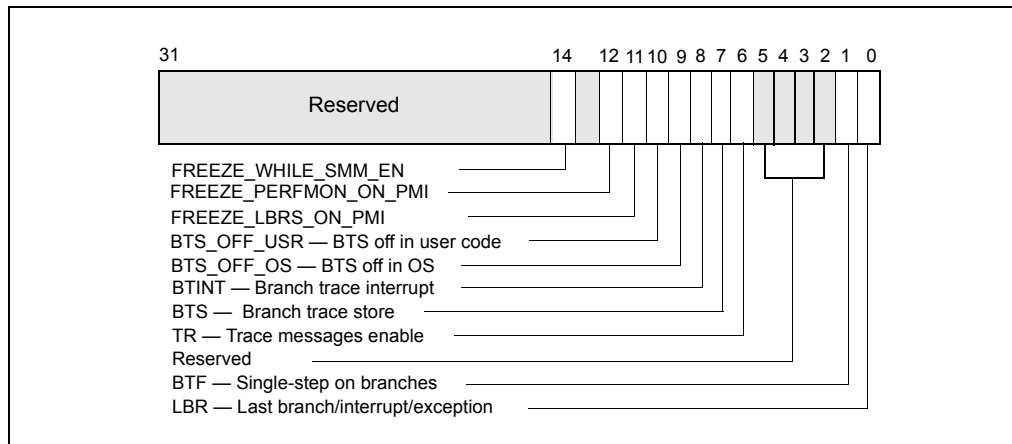 31 14 12 11 10 9 8 7 6 5 4 3 2 1 0
Reserved
FREEZE_WHILE_SMM_EN
FREEZE_PERFMON_ON_PMI
FREEZE_LBRS_ON_PMI
BTS_OFF_USR — BTS off in user code
BTS_OFF_OS — BTS off in OS
BTINT — Branch trace interrupt
BTS — Branch trace store
TR — Trace messages enable
Reserved
BTF — Single-step on branches
LBR — Last branch/interrupt/exception